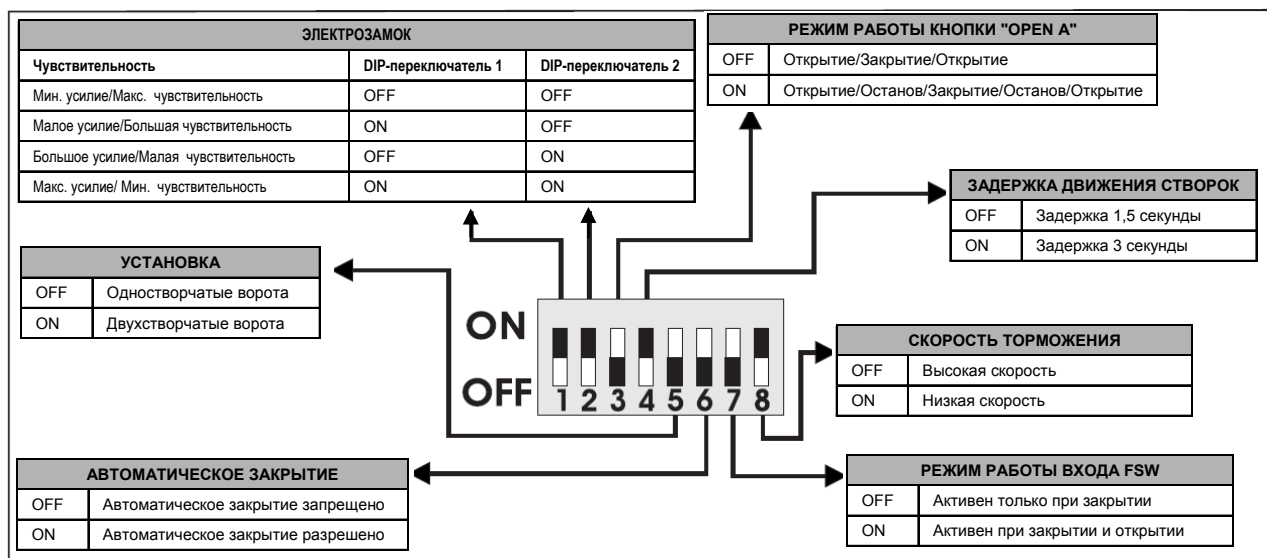 ЭЛЕКТРОЗАМОК
Чувствительность DIP-переключатель 1 DIP-переключатель 2
Мин. усилие/Макс. чувствительность OFF OFF
Малое усилие/Большая чувствительность ON OFF
Большое усилие/Малая чувствительность OFF ON
Макс. усилие/ Мин. чувствительность ON ON
РЕЖИМ РАБОТЫ КНОПКИ "OPEN A"
OFF Открытие/Закрытие/Открытие
ON Открытие/Останов/Закрытие/Останов/Открытие
ЗАДЕРЖКА ДВИЖЕНИЯ СТВОРОК
OFF Задержка 1,5 секунды
ON Задержка 3 секунды
УСТАНОВКА
OFF Одностворчатые ворота
ON Двухстворчатые ворота
ON
OFF
1 2 3 4 5 6 7 8
СКОРОСТЬ ТОРМОЖЕНИЯ
OFF Высокая скорость
ON Низкая скорость
АВТОМАТИЧЕСКОЕ ЗАКРЫТИЕ
OFF Автоматическое закрытие запрещено
ON Автоматическое закрытие разрешено
РЕЖИМ РАБОТЫ ВХОДА FSW
OFF Активен только при закрытии
ON Активен при закрытии и открытии